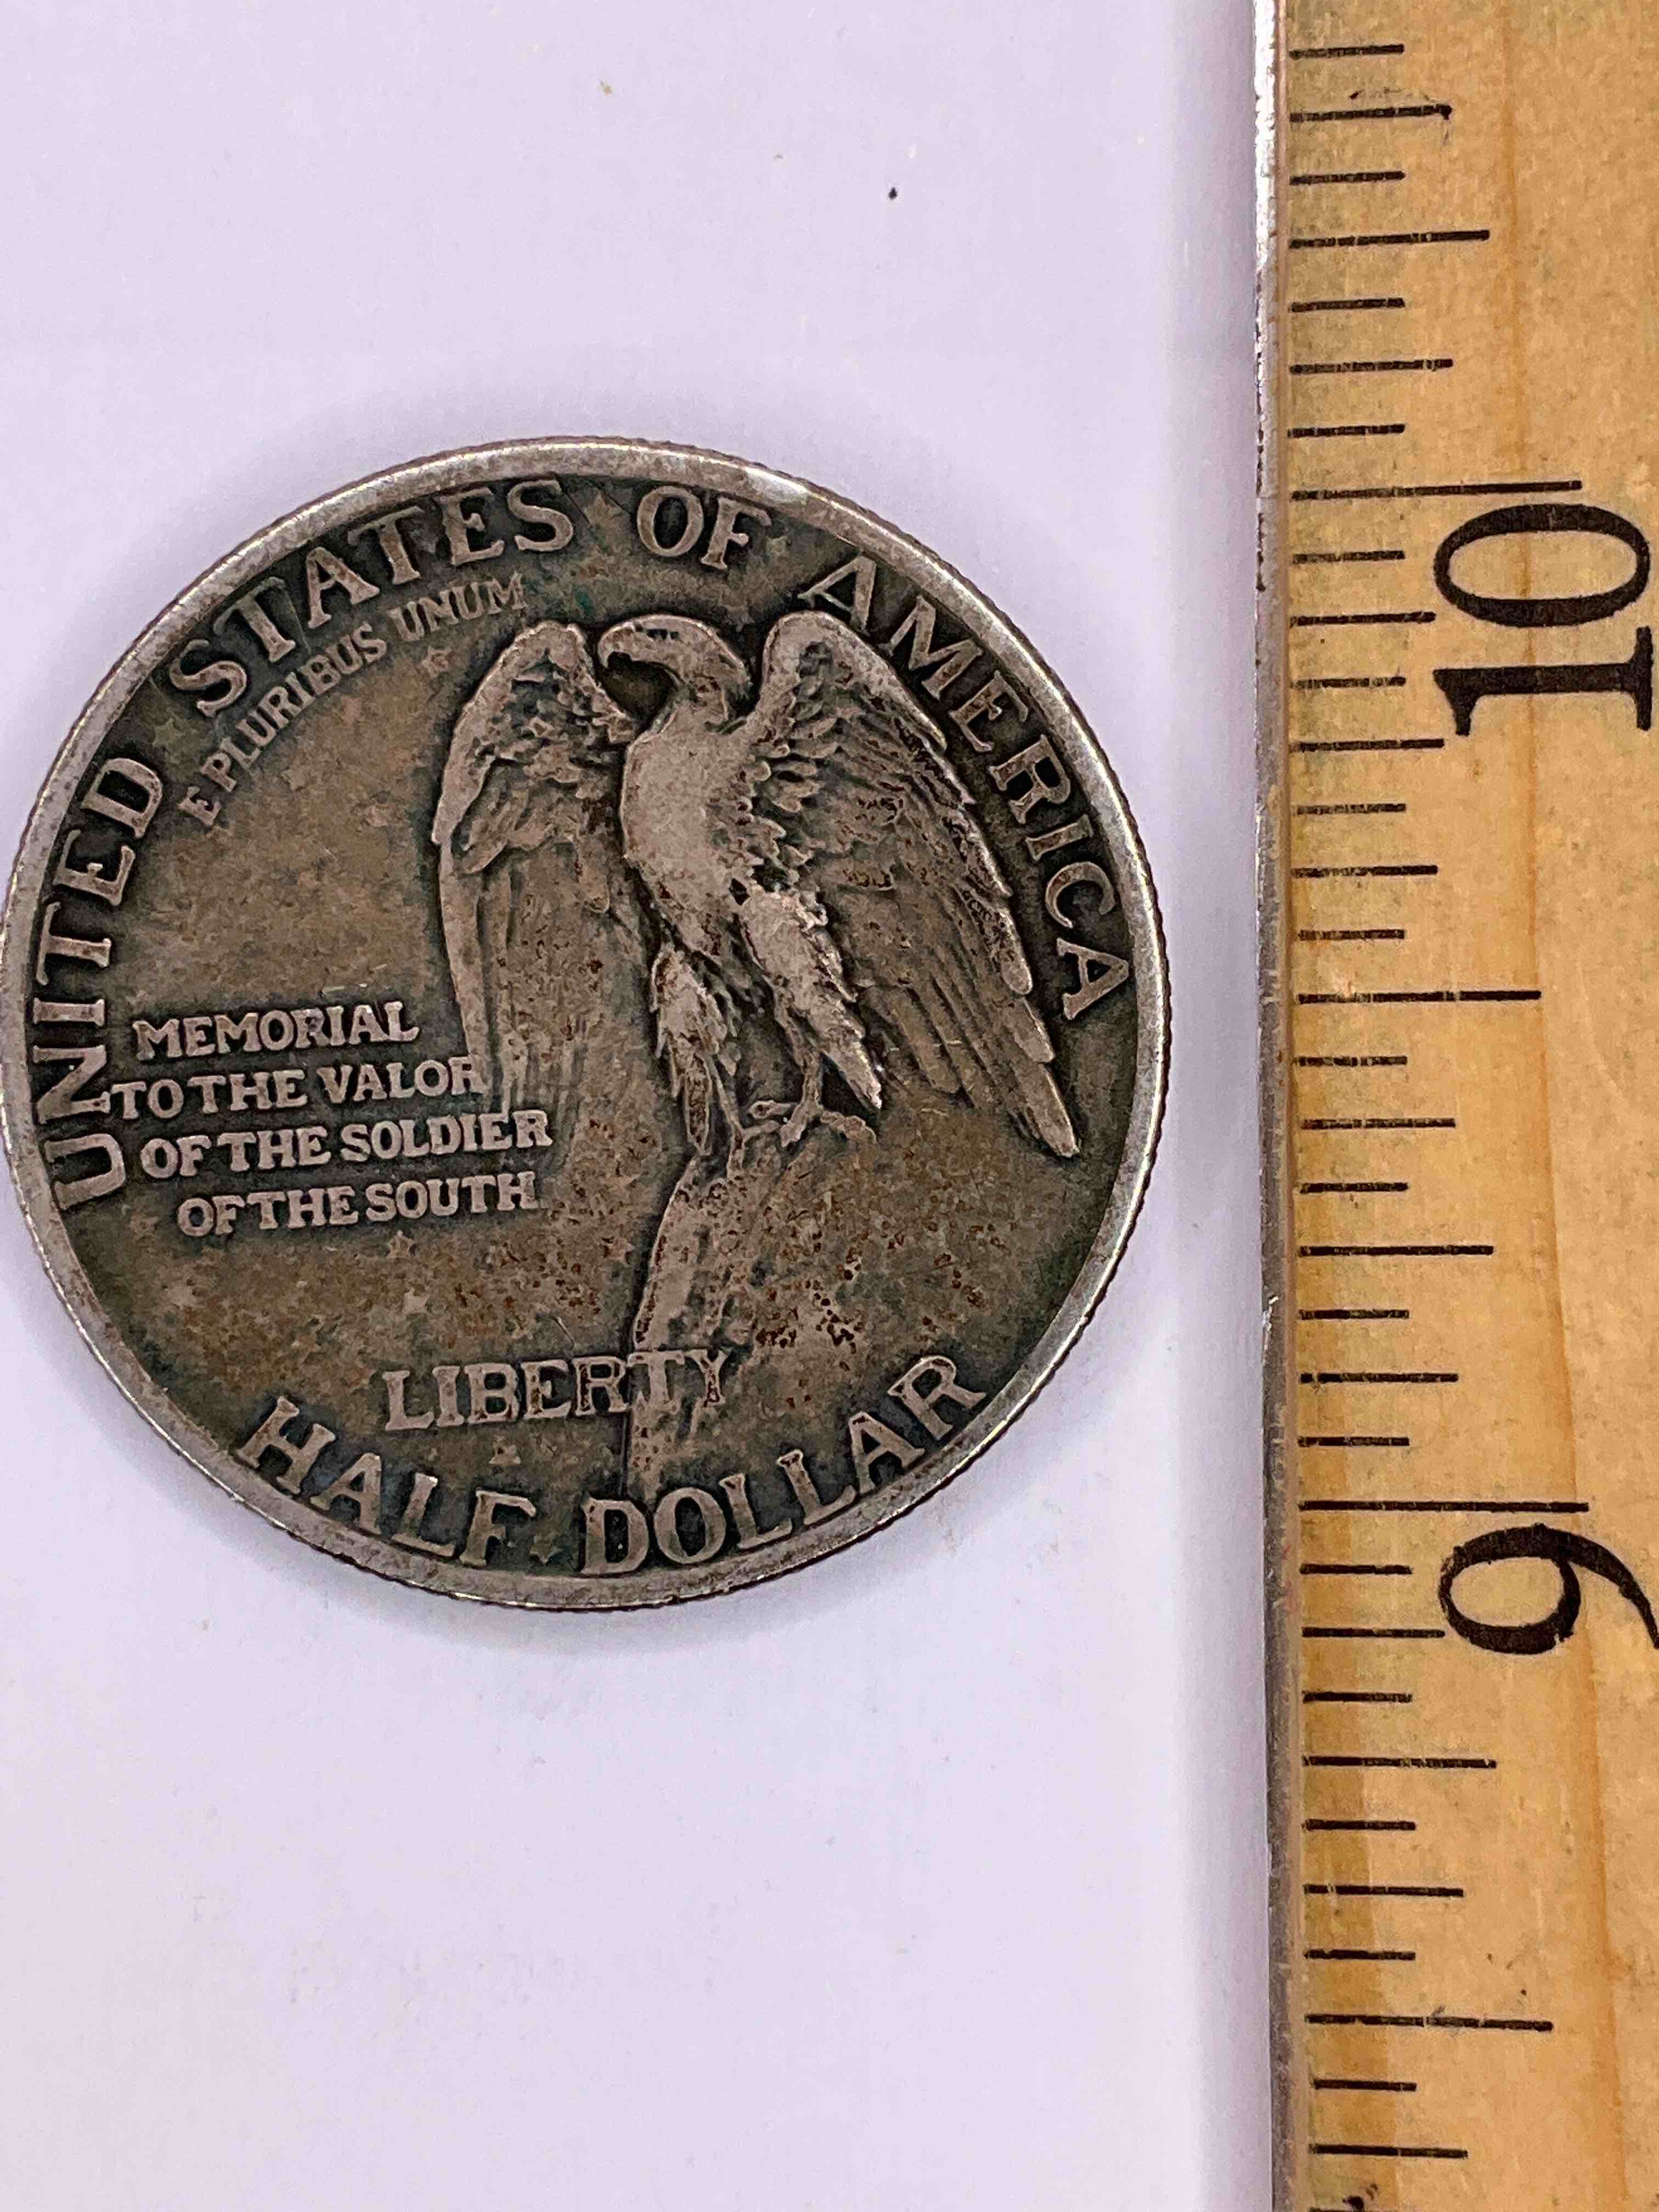 UNITED STATES OF AMERICA
E PLURIBUS UNUM
MEMORIAL
TO THE VALOR
OF THE SOLDIER
OF THE SOUTH
LIBERTY
HALF DOLLAR
10
9